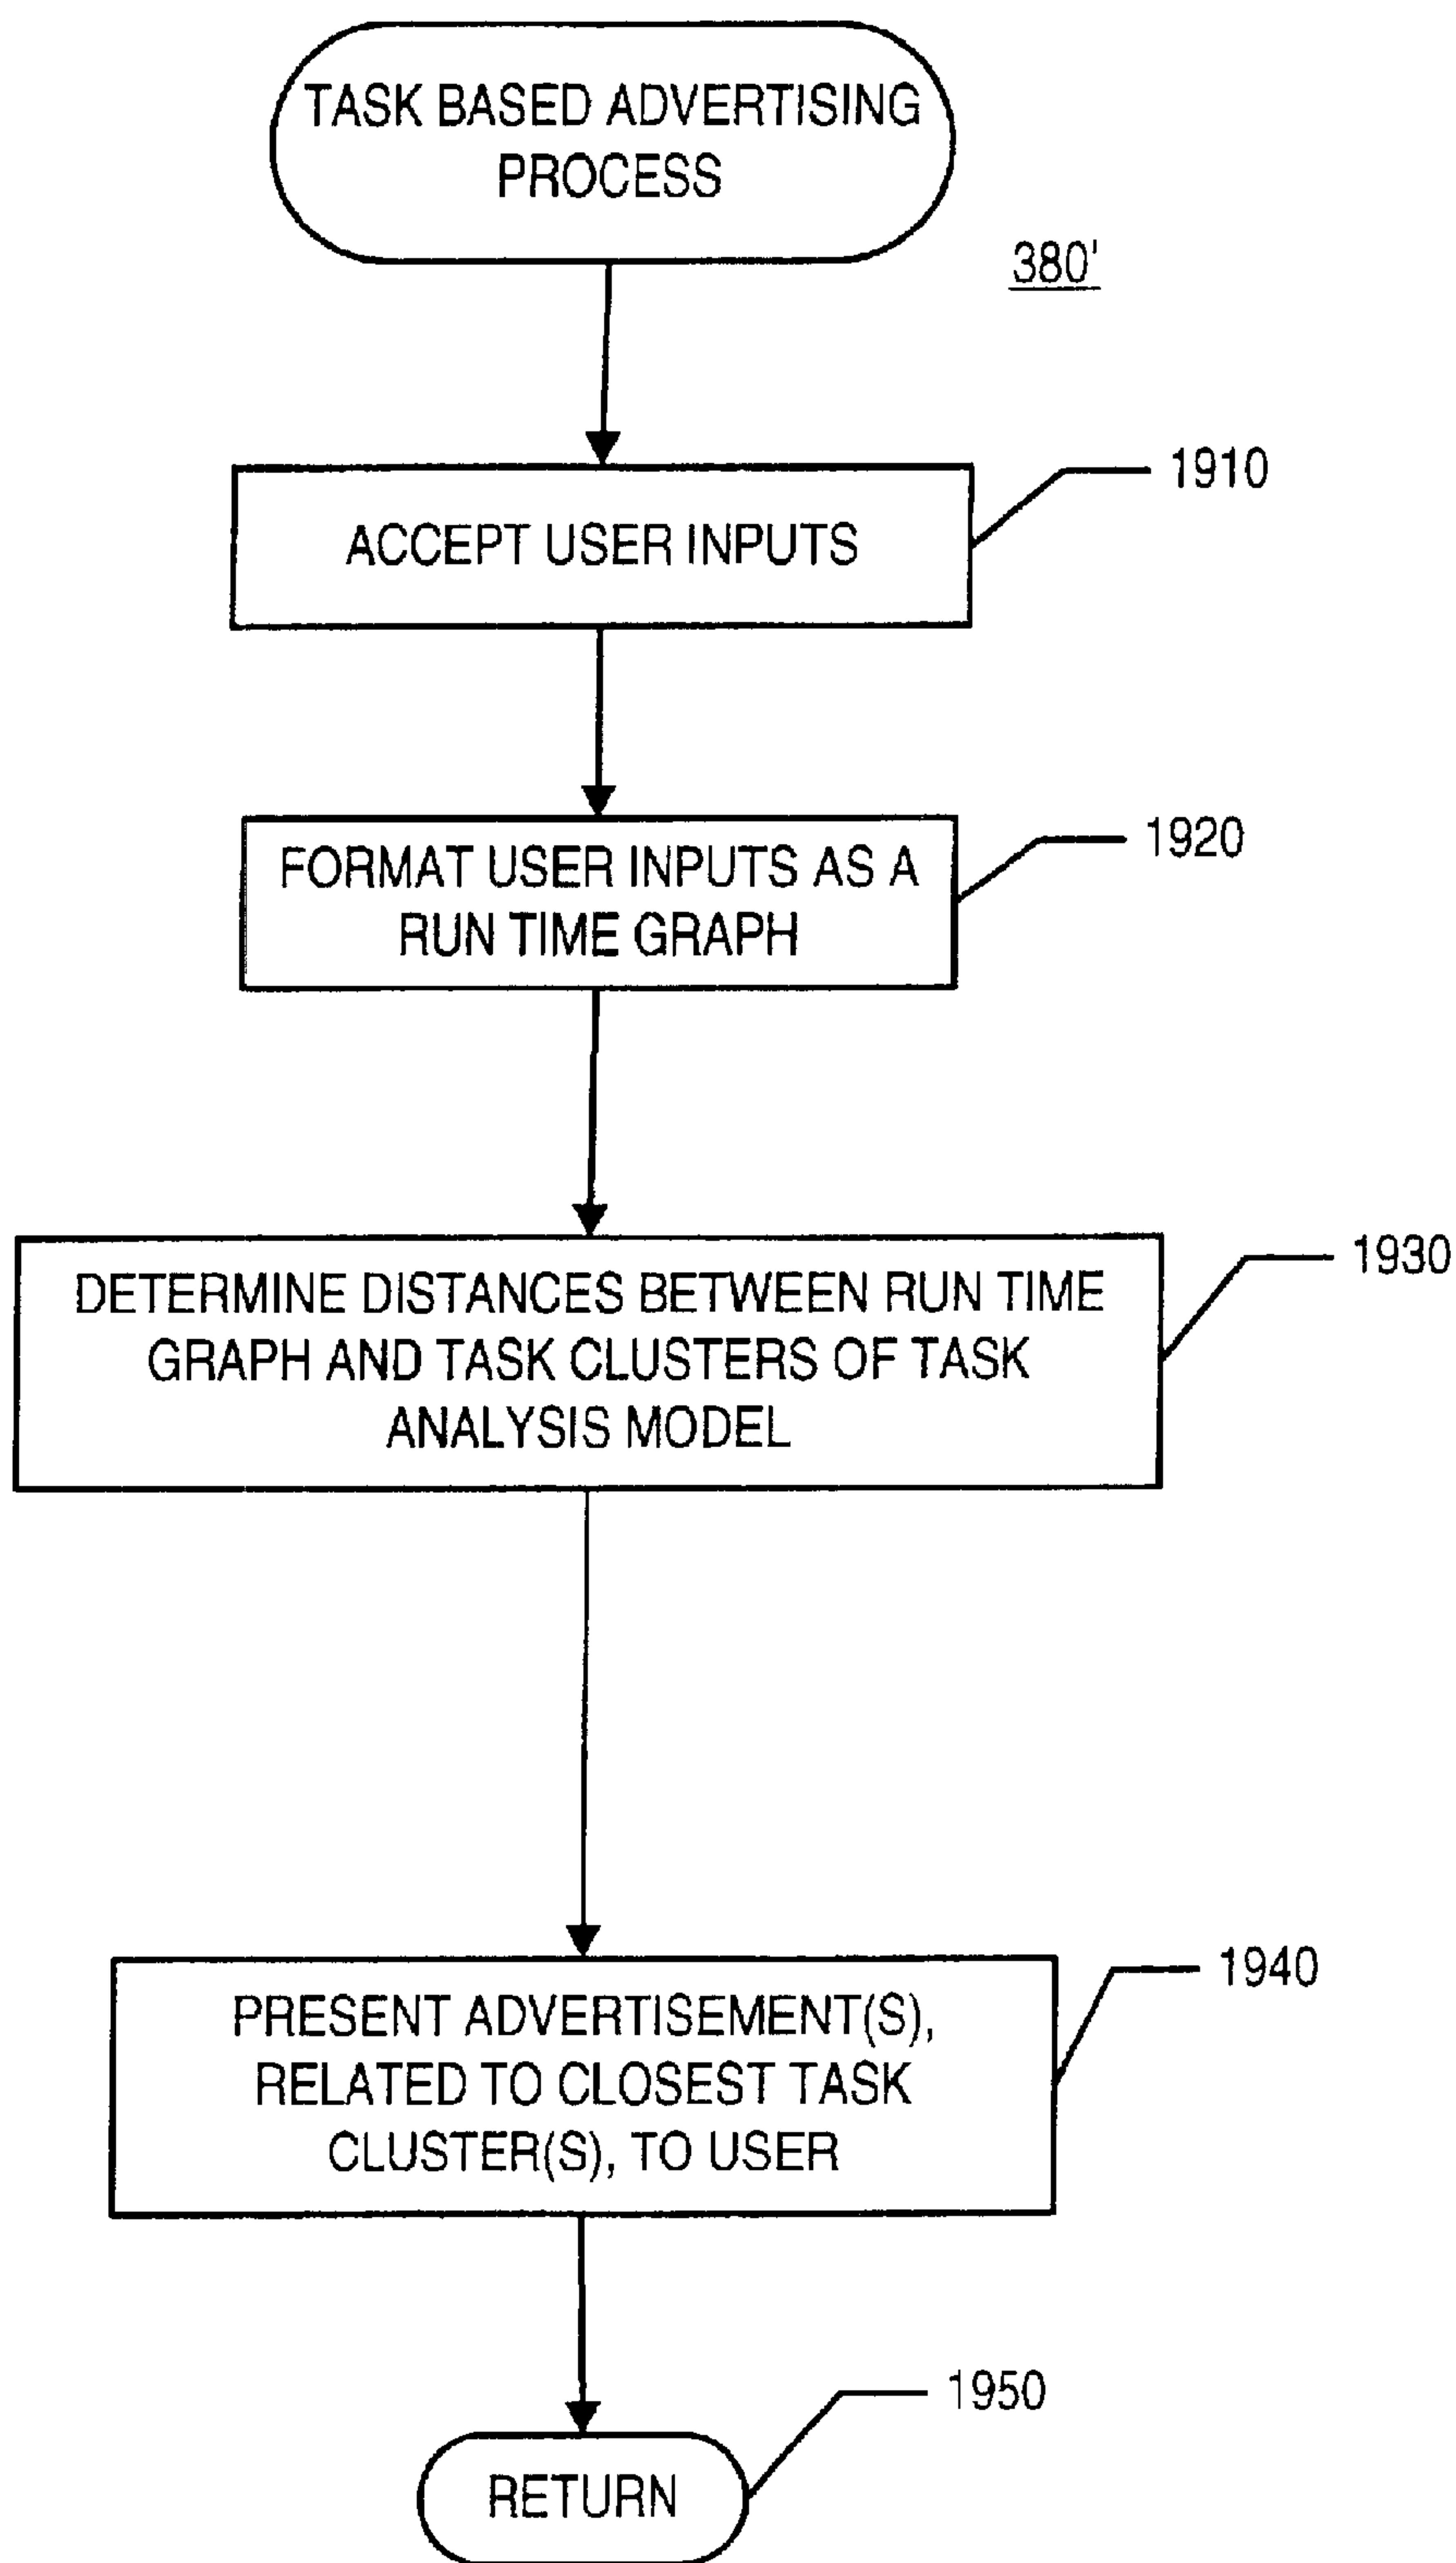 TASK BASED ADVERTISING
PROCESS
380'
1910
ACCEPT USER INPUTS
1920
FORMAT USER INPUTS AS A
RUN TIME GRAPH
1930
DETERMINE DISTANCES BETWEEN RUN TIME
GRAPH AND TASK CLUSTERS OF TASK
ANALYSIS MODEL
1940
PRESENT ADVERTISEMENT(S),
RELATED TO CLOSEST TASK
CLUSTER(S), TO USER
1950
RETURN